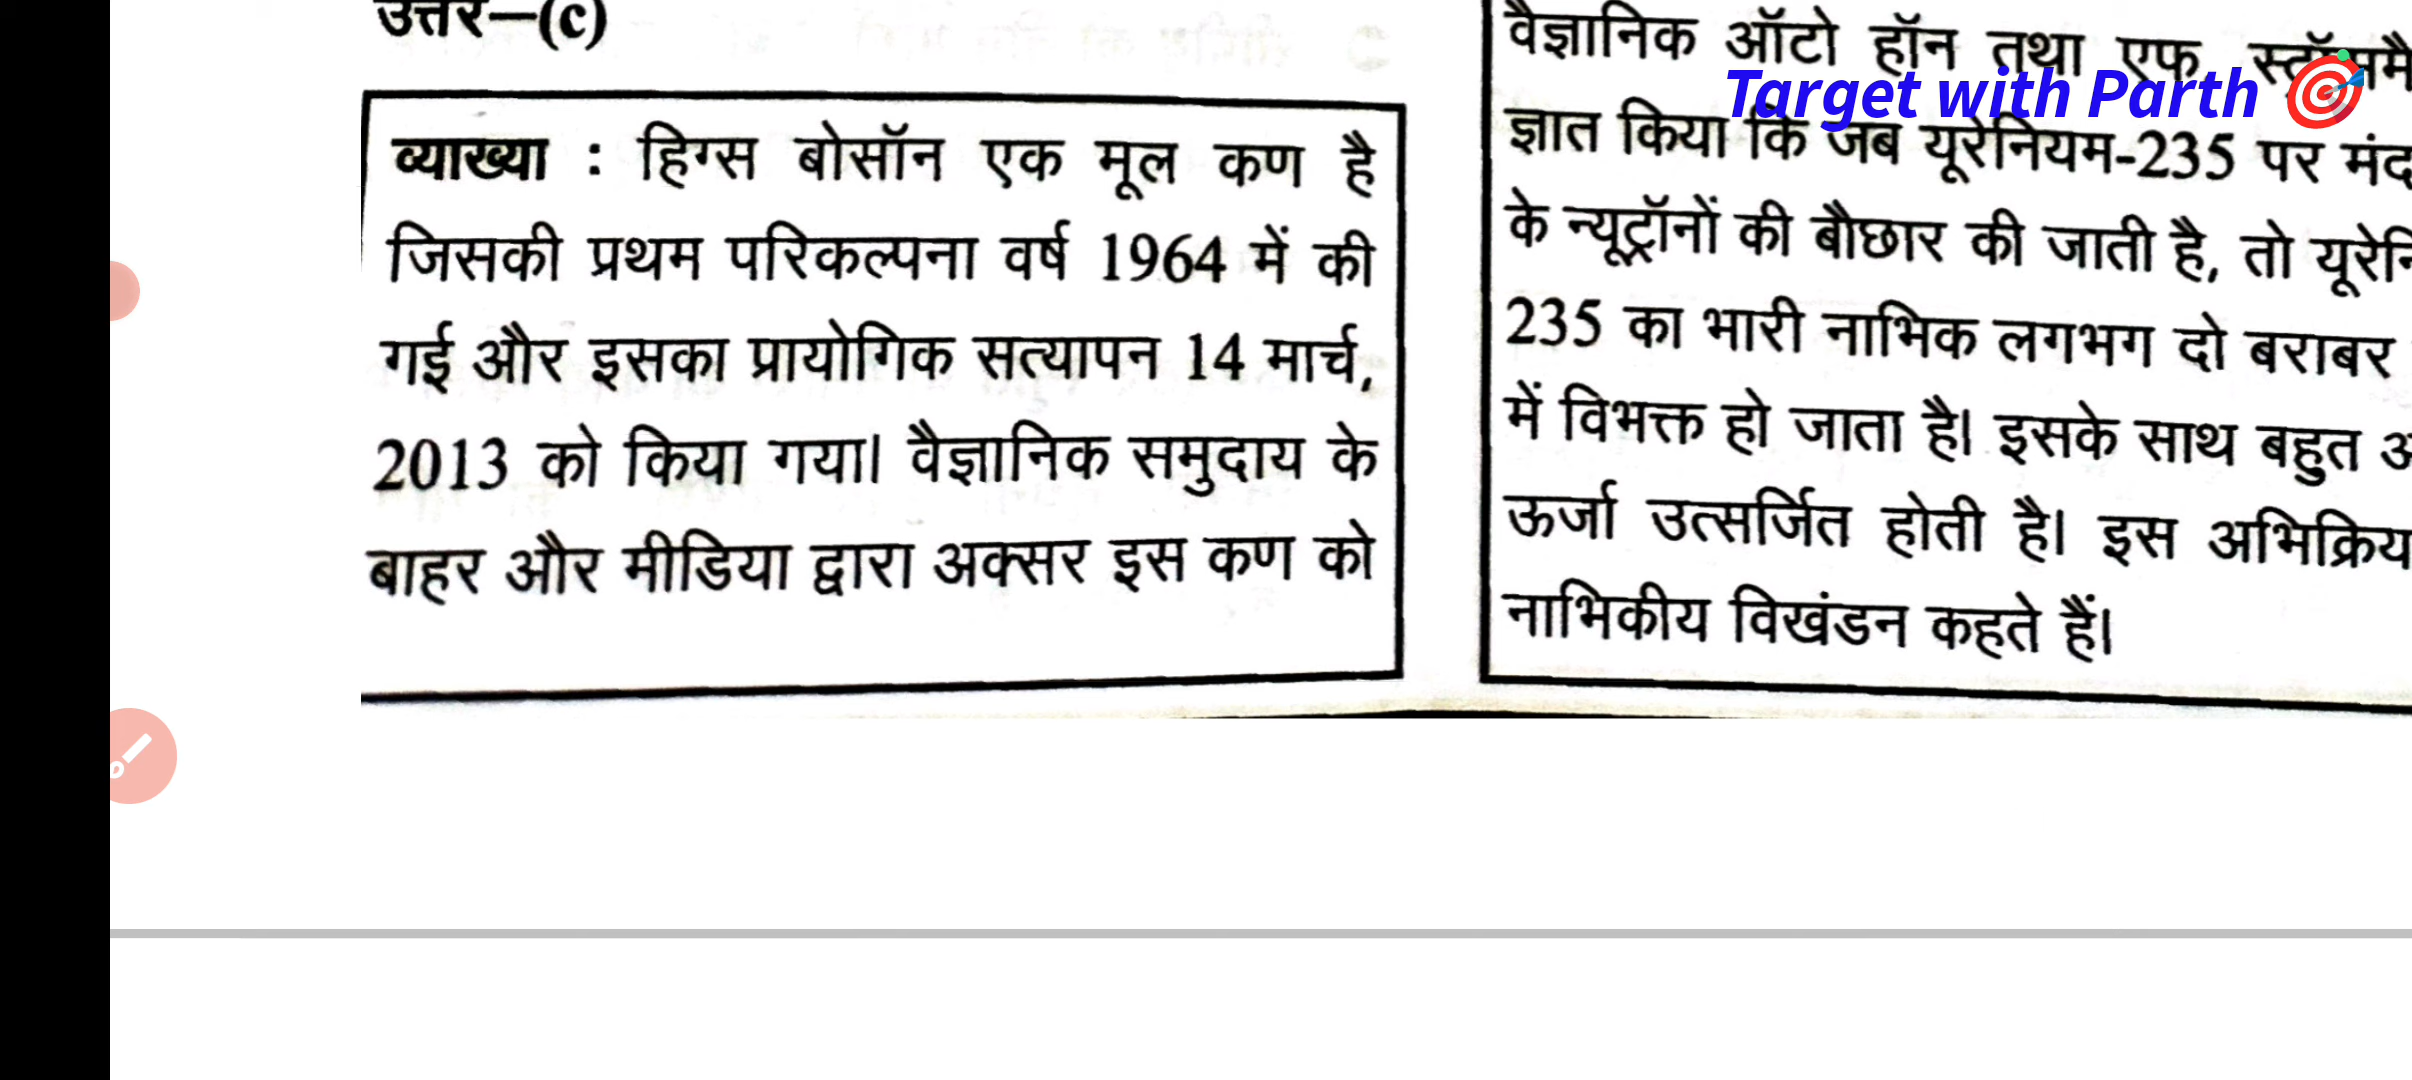 उत्तर—(c)
व्याख्या : हिग्स बोसॉन एक मूल कण है
जिसकी प्रथम परिकल्पना वर्ष 1964 में की
गई और इसका प्रायोगिक सत्यापन 14 मार्च,
2013 को किया गया। वैज्ञानिक समुदाय के
बाहर और मीडिया द्वारा अक्सर इस कण को
वैज्ञानिक ऑटो हॉन तथा एफ
Target with Parth
ज्ञात किया कि जब यूरेनियम-235 पर मंद
के न्यूट्रॉनों की बौछार की जाती है, तो
235 का भारी नाभिक लगभग दो बराबर
में विभक्त हो जाता है। इसके साथ बहुत
ऊर्जा उत्सर्जित होती है। इस
नाभिकीय विखंडन कहते हैं।